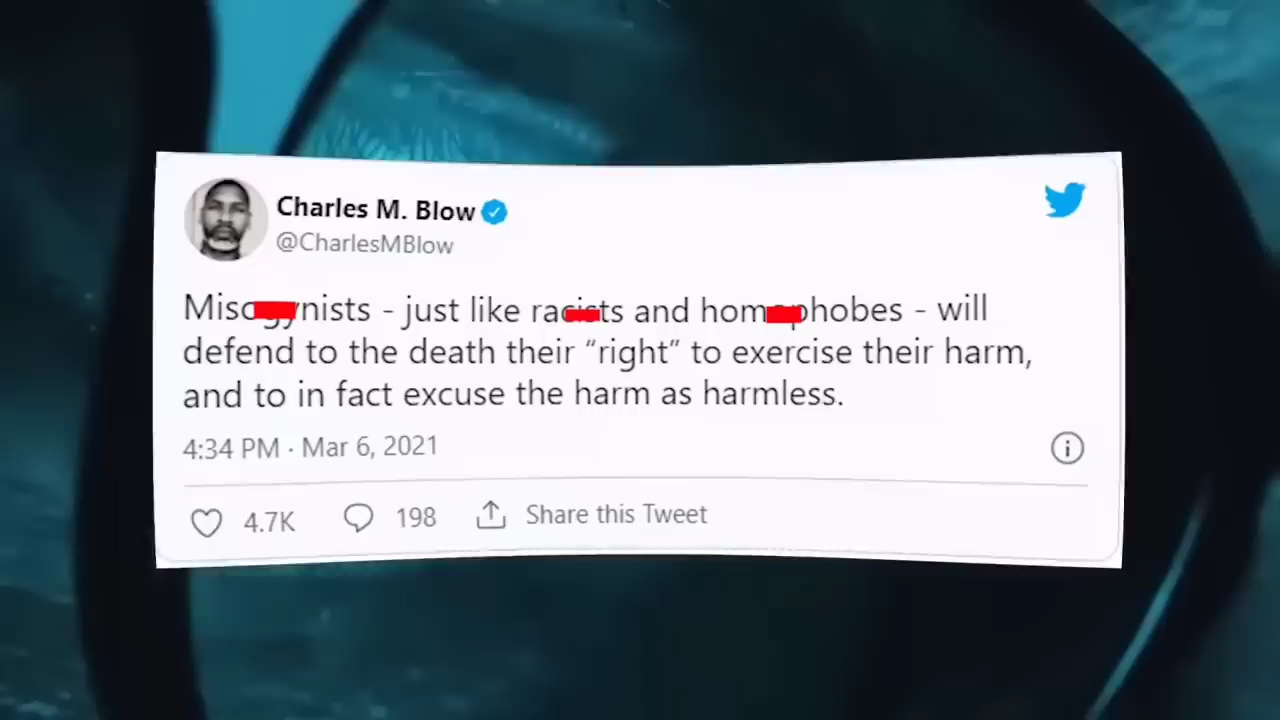 Charles M. Blow
@CharlesMBlow
Misogynists - just like racists and homophobes - will
defend to the death their “right” to exercise their harm,
and to in fact excuse the harm as harmless.
4:34 PM · Mar 6, 2021
4.7K 198 Share this Tweet